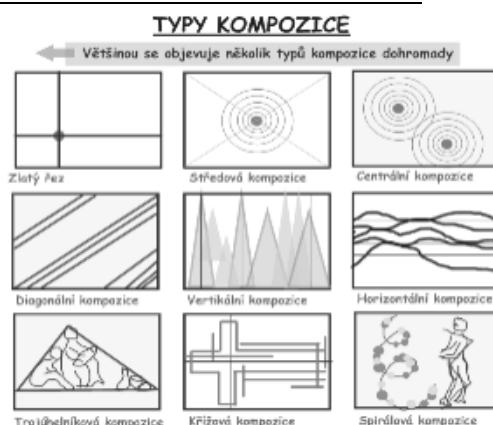 TYPY KOMPOZICE
Většinou se objevuje několik typů kompozice dohromady
Zlatý řez
Středová kompozice
Centrální kompozice
Diagonální kompozice
Vertikální kompozice
Horizontální kompozice
Trojúhelníková kompozice
Křížová kompozice
Spirálová kompozice